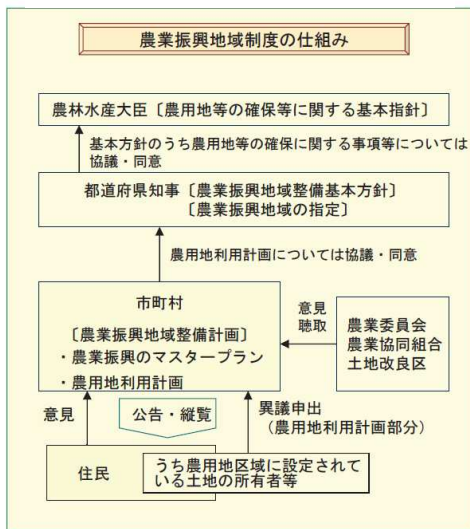 農業振興地域制度の仕組み
農林水産大臣〔農用地等の確保等に関する基本指針〕
基本方針のうち農用地等の確保に関する事項等については
協議・同意
都道府県知事〔農業振興地域整備基本方針〕
〔農業振興地域の指定〕
農用地利用計画については協議・同意
市町村
〔農業振興地域整備計画〕
・農業振興のマスタープラン
・農用地利用計画
意見
聴取
農業委員会
農業協同組合
土地改良区
意見
公告・縦覧
異議申出
（農用地利用計画部分）
住民
うち農用地区域に設定されて
いる土地の所有者等